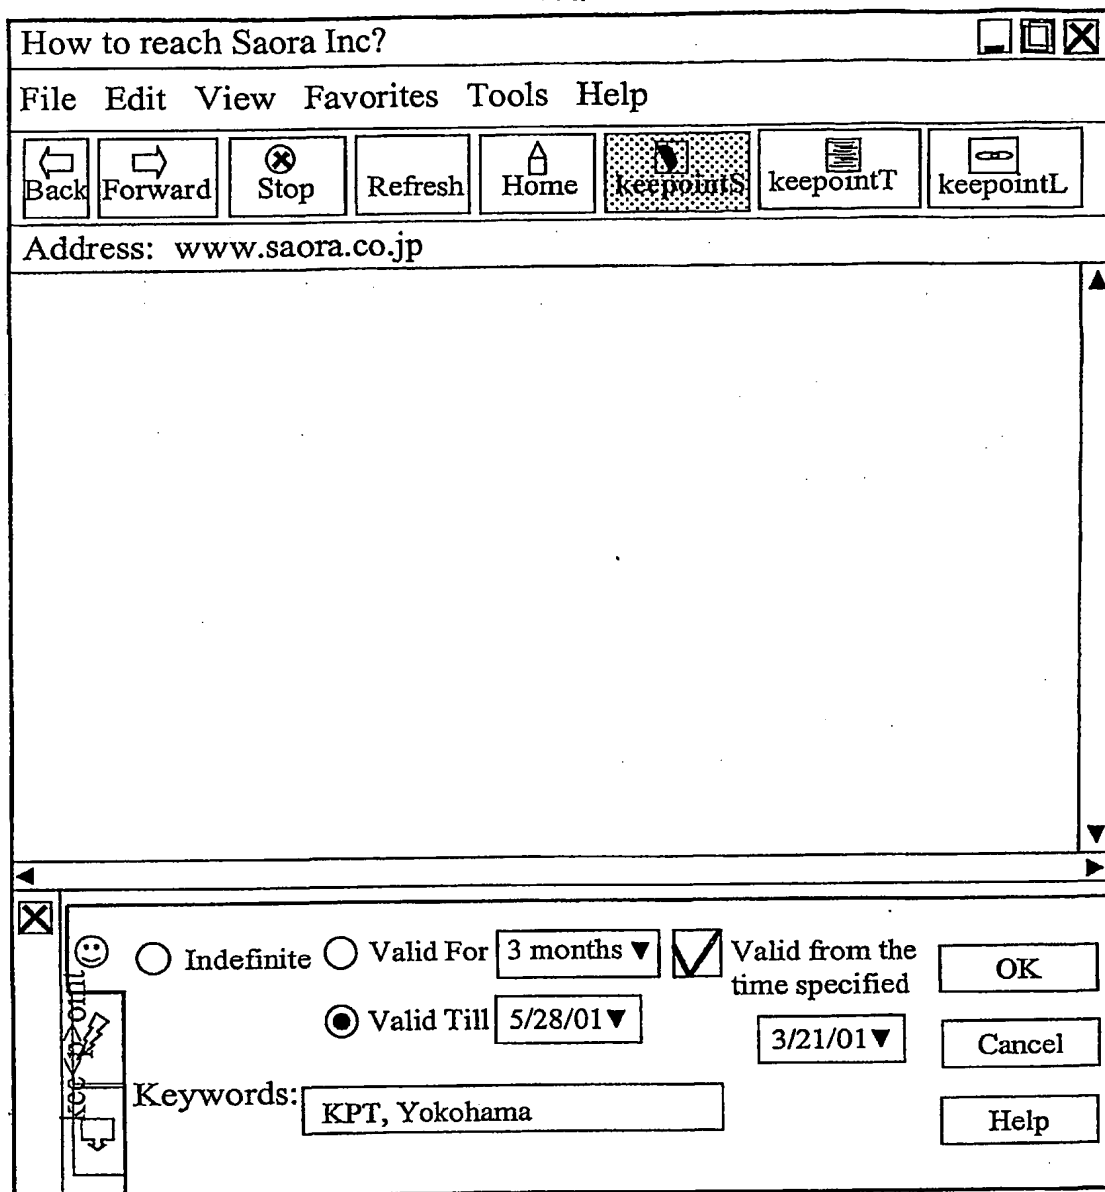 How to reach Saora Inc?
File Edit View Favorites Tools Help
Back Forward Stop Refresh Home keepointS keepointT keepointL
Address: www.saora.co.jp
Indefinite Valid For 3 months Valid from the time specified OK
Valid Till 5/28/01 3/21/01 Cancel
Keywords: KPT, Yokohama Help